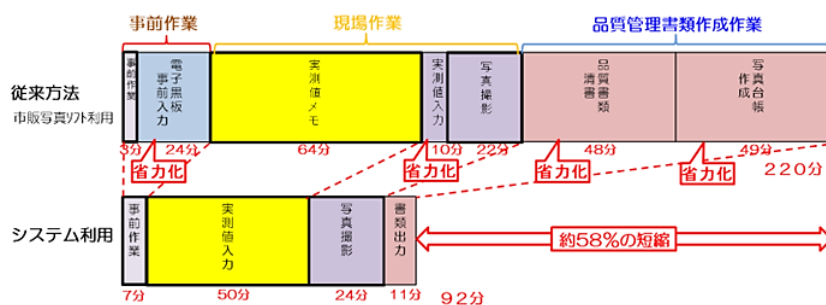 事前作業
現場作業
品質管理書類作成作業
従来方法
市販写真ソフト利用
事前作業
電子黒板
事前入力
実測値メモ
実測値入力
写真撮影
品質書類
清書
写真台帳
作成
3分
24分
64分
10分
22分
48分
49分
省力化
省力化
省力化
省力化
220分
システム利用
事前作業
実測値入力
写真撮影
書類出力
約58%の短縮
7分
50分
24分
11分
92分